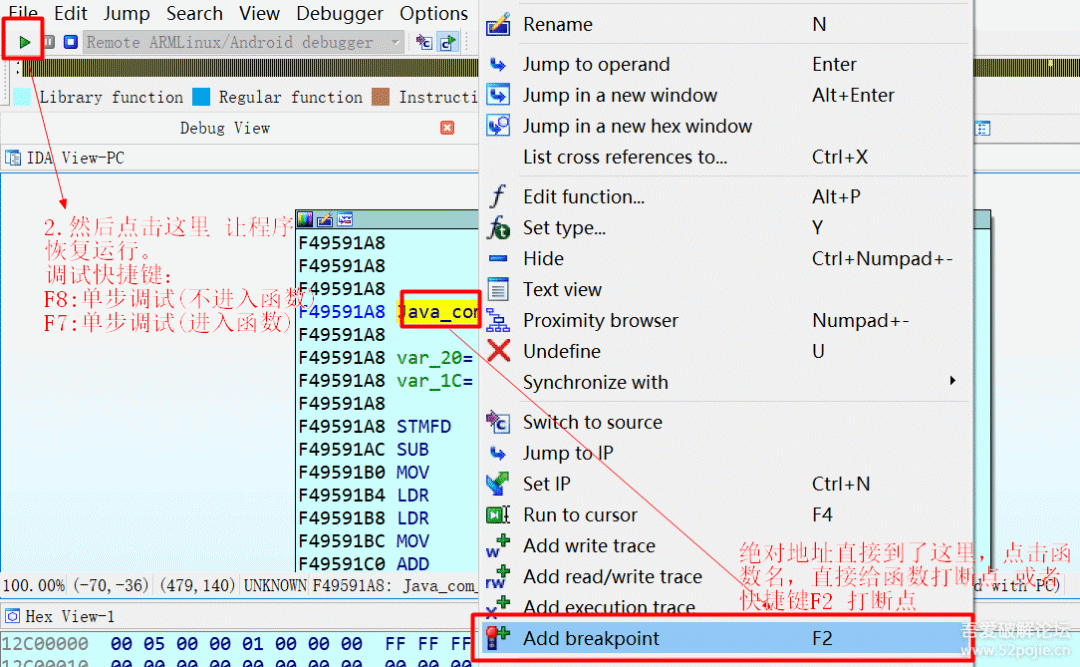 File Edit Jump Search View Debugger Options
Remote ARMLinux/Android debugger
Library function Regular function Instructi
Debug View
IDA View-PC
2.然后点击这里 让程序
恢复运行。
调试快捷键:
F8:单步调试(不进入函数)
F7:单步调试(进入函数)
F49591A8
F49591A8
F49591A8
F49591A8 Java_com
F49591A8
F49591A8 var_20=
F49591A8 var_1C=
F49591A8
F49591A8 STMFD
F49591AC SUB
F49591B0 MOV
F49591B4 LDR
F49591B8 LDR
F49591BC MOV
F49591C0 ADD
100.00% (-70,-36) (479,140) UNKNOWN F49591A8: Java_com_
d with PC)
Hex View-1
12C00000 00 05 00 00 01 00 00 00 FF FF FF
12C00010 00 00 00 00 00 00 00 00 00 00 00
Rename N
Jump to operand Enter
Jump in a new window Alt+Enter
Jump in a new hex window
List cross references to... Ctrl+X
Edit function... Alt+P
Set type... Y
Hide Ctrl+Numpad+-
Text view
Proximity browser Numpad+-
Undefine U
Synchronize with
Switch to source
Jump to IP
Set IP Ctrl+N
Run to cursor F4
Add write trace
Add read/write trace
Add execution trace
Add breakpoint F2
绝对地址直接到了这里, 点击函
数名, 直接给函数打断点 或者
快捷键F2 打断点
吾爱破解论坛
www.52pojie.cn